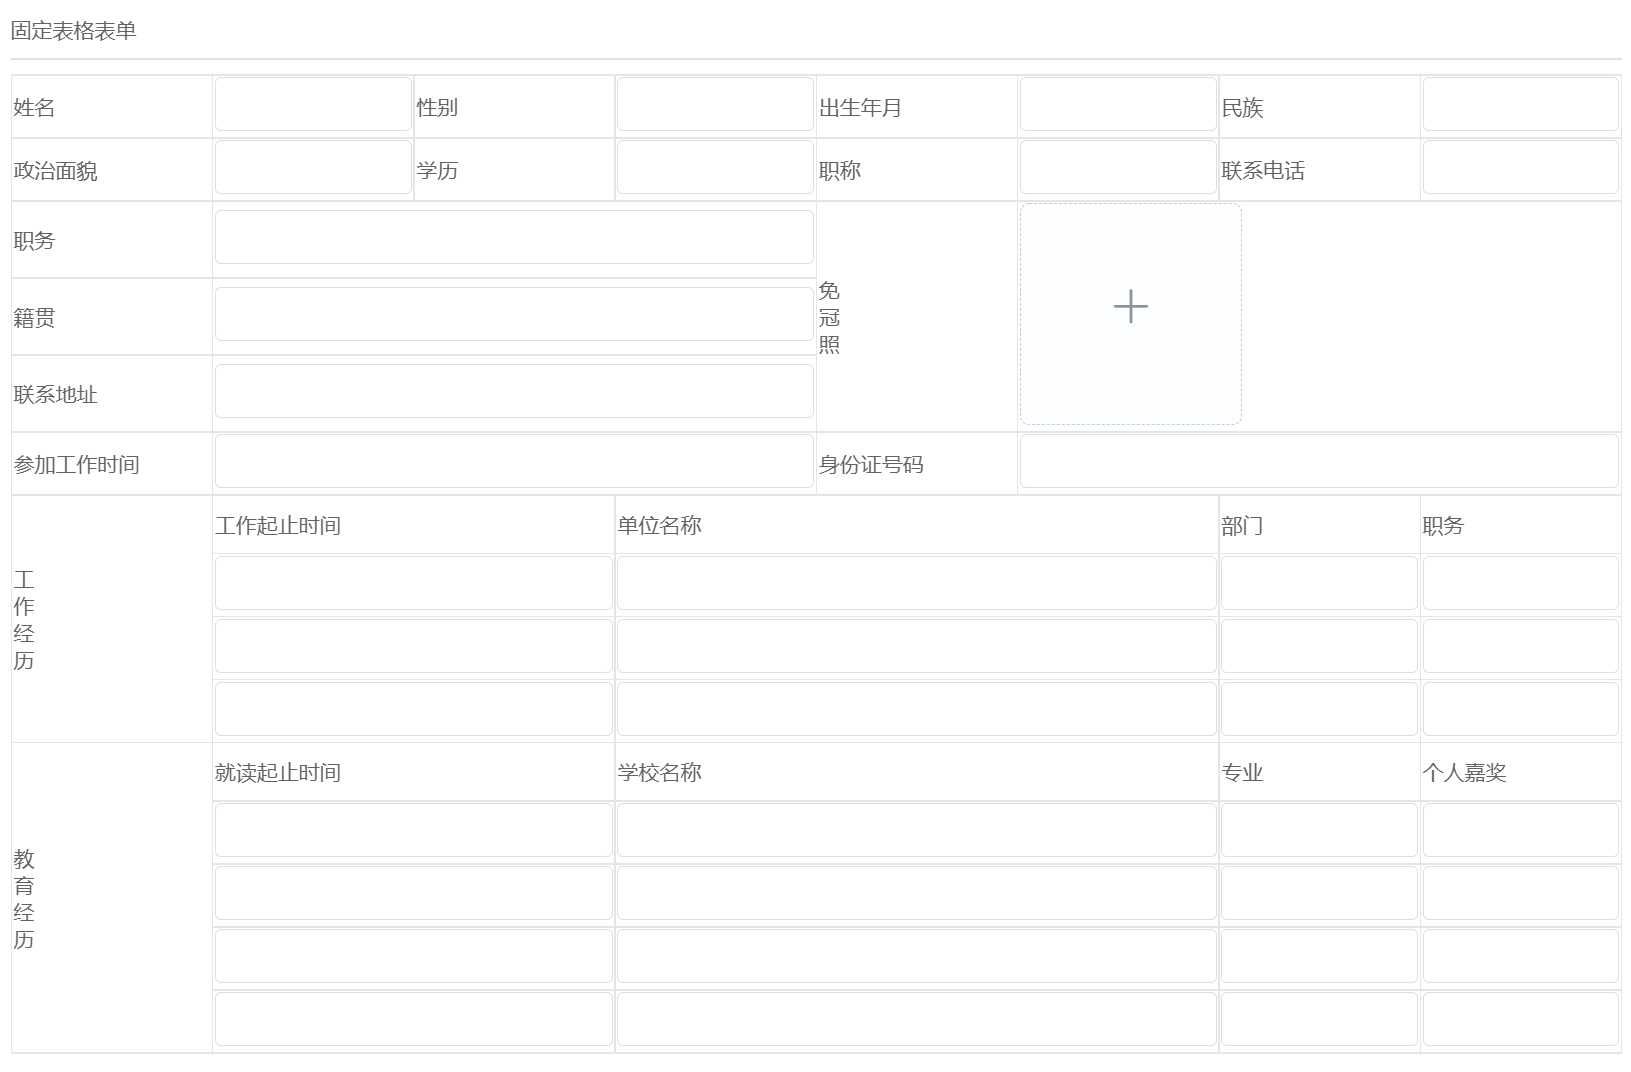 固定表格表单
姓名 性别 出生年月 民族
政治面貌 学历 职称 联系电话
职务
籍贯
联系地址
免
冠
照
参加工作时间 身份证号码
工
作
经
历
工作起止时间 单位名称 部门 职务
教
育
经
历
就读起止时间 学校名称 专业 个人嘉奖